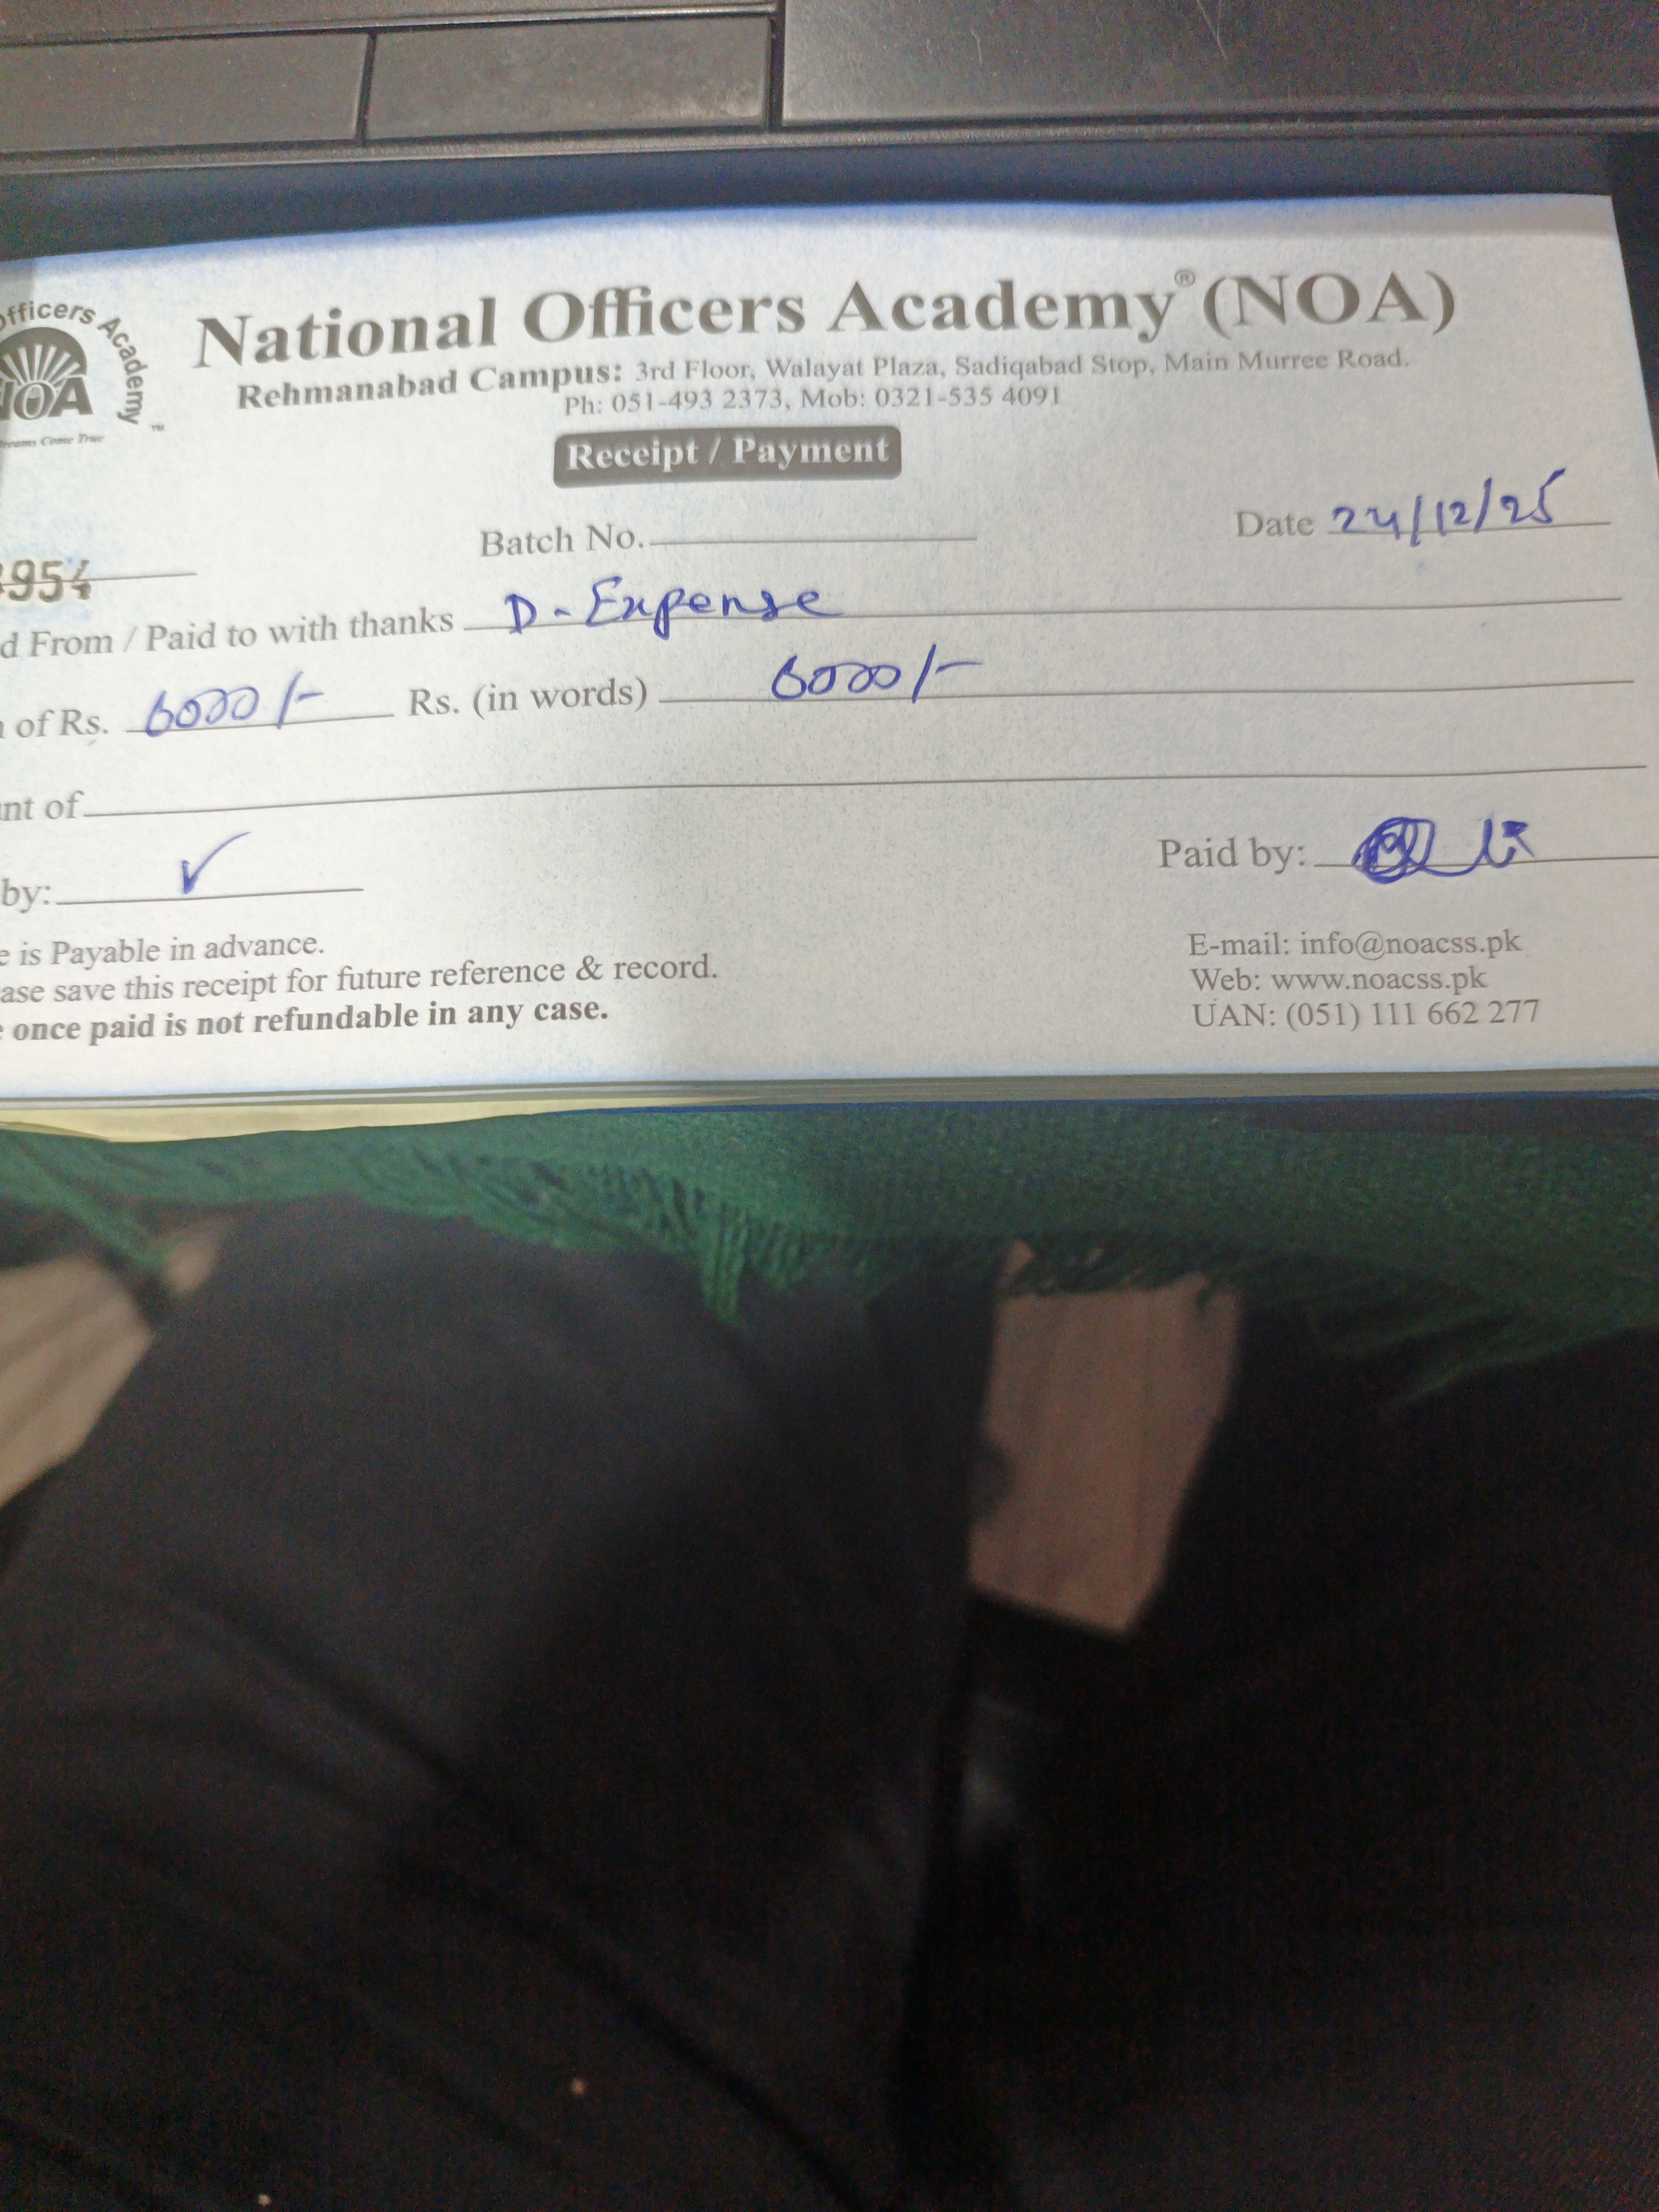 Officers Academy
NOA
Dreams Come True
TM
National Officers Academy® (NOA)
Rehmanabad Campus: 3rd Floor, Walayat Plaza, Sadiqabad Stop, Main Murree Road.
Ph: 051-493 2373, Mob: 0321-535 4091
Receipt / Payment
Batch No. Date 24/12/25
954
d From / Paid to with thanks D-Expense
of Rs. 6000/- Rs. (in words) 6000/-
nt of
by: Paid by:
e is Payable in advance.
ase save this receipt for future reference & record.
once paid is not refundable in any case.
E-mail: info@noacss.pk
Web: www.noacss.pk
UAN: (051) 111 662 277